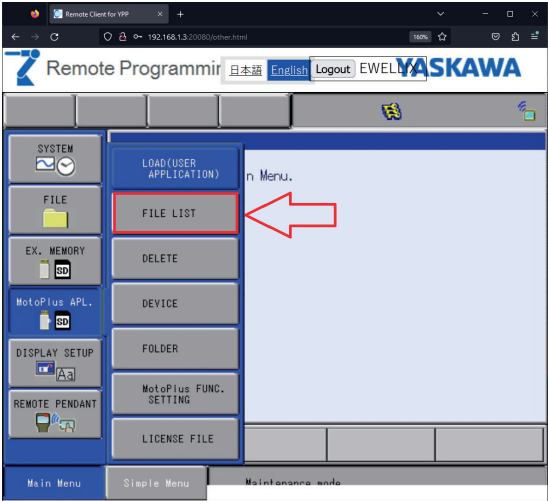 Remote Client for YPP
192.168.1.3:20080/other.html
160%
Remote Programmin
日本語 English Logout EWELLIX
YASKAWA
SYSTEM
FILE
EX. MEMORY
SD
MotoPlus APL.
SD
DISPLAY SETUP
Aa
REMOTE PENDANT
LOAD(USER
APPLICATION)
FILE LIST
DELETE
DEVICE
FOLDER
MotoPlus FUNC.
SETTING
LICENSE FILE
n Menu.
Main Menu
Simple Menu
Maintenance mode